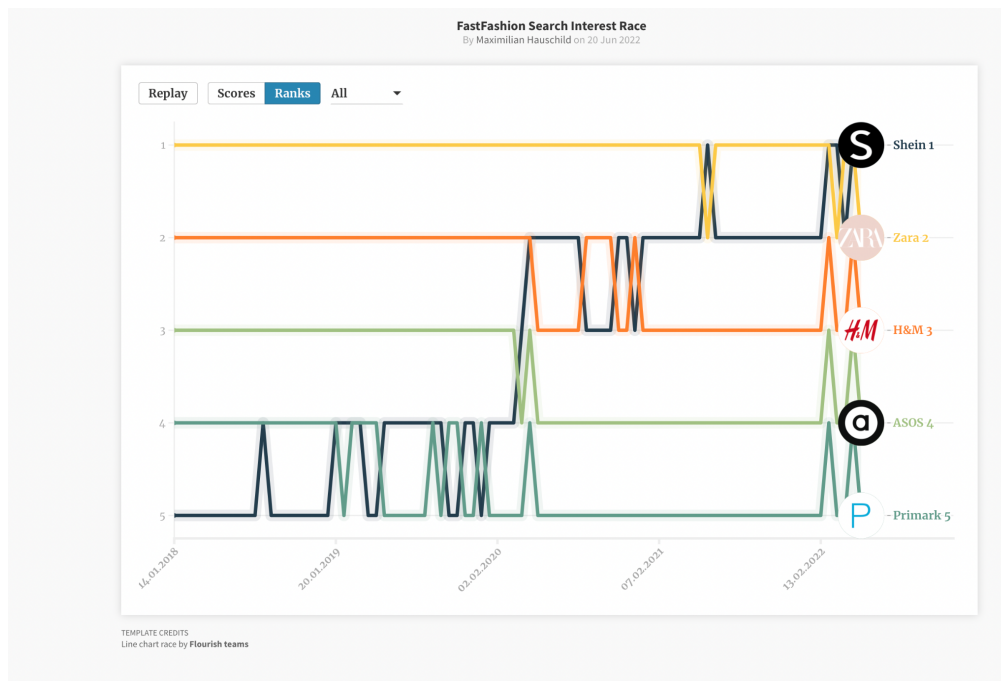 FastFashion Search Interest Race
By Maximilian Hauschild on 20 Jun 2022
Replay
Scores
Ranks
All
1
2
3
4
5
S
Shein 1
ZARA
Zara 2
H&M
H&M 3
a
ASOS 4
P
Primark 5
14.01.2018
20.01.2019
02.02.2020
07.02.2021
13.02.2022
TEMPLATE CREDITS
Line chart race by Flourish teams